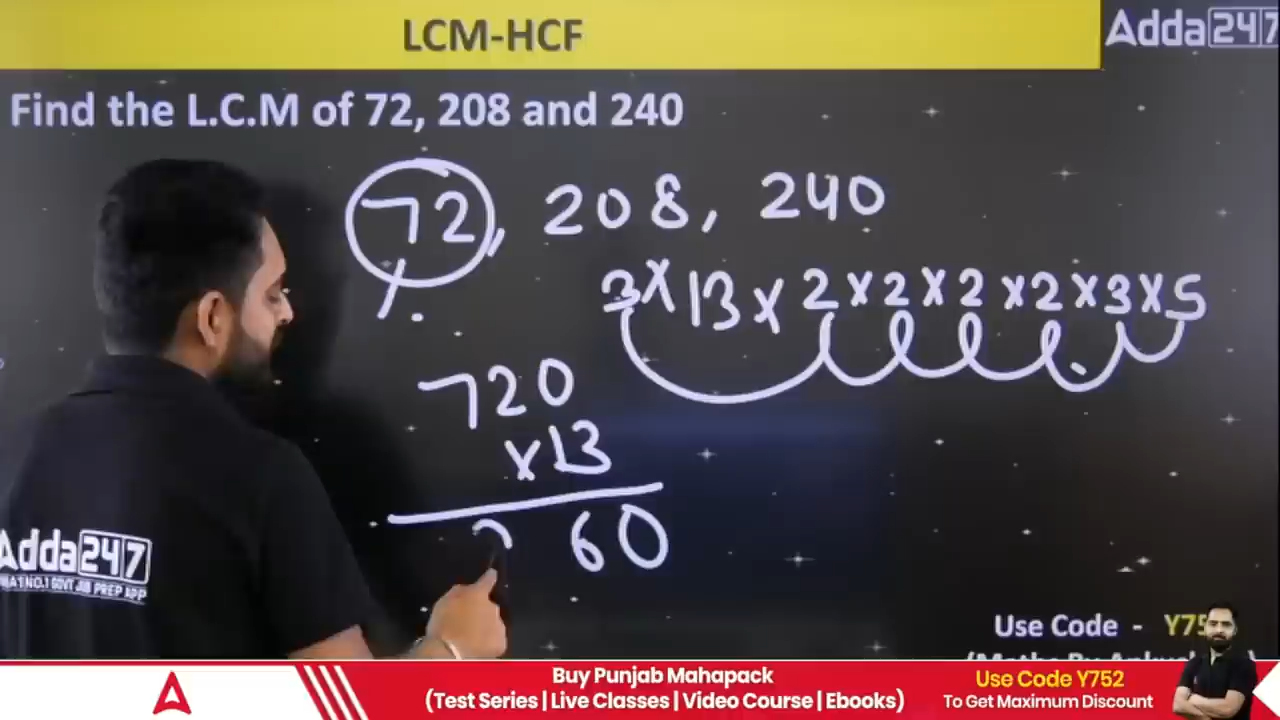 LCM-HCF
Adda247
Find the L.C.M of 72, 208 and 240
72, 208, 240
3 × 13 × 2 × 2 × 2 × 2 × 3 × 5
720
× 13
60
Adda247
Use Code -
Buy Punjab Mahapack
(Test Series | Live Classes | Video Course | Ebooks)
Use Code Y752
To Get Maximum Discount